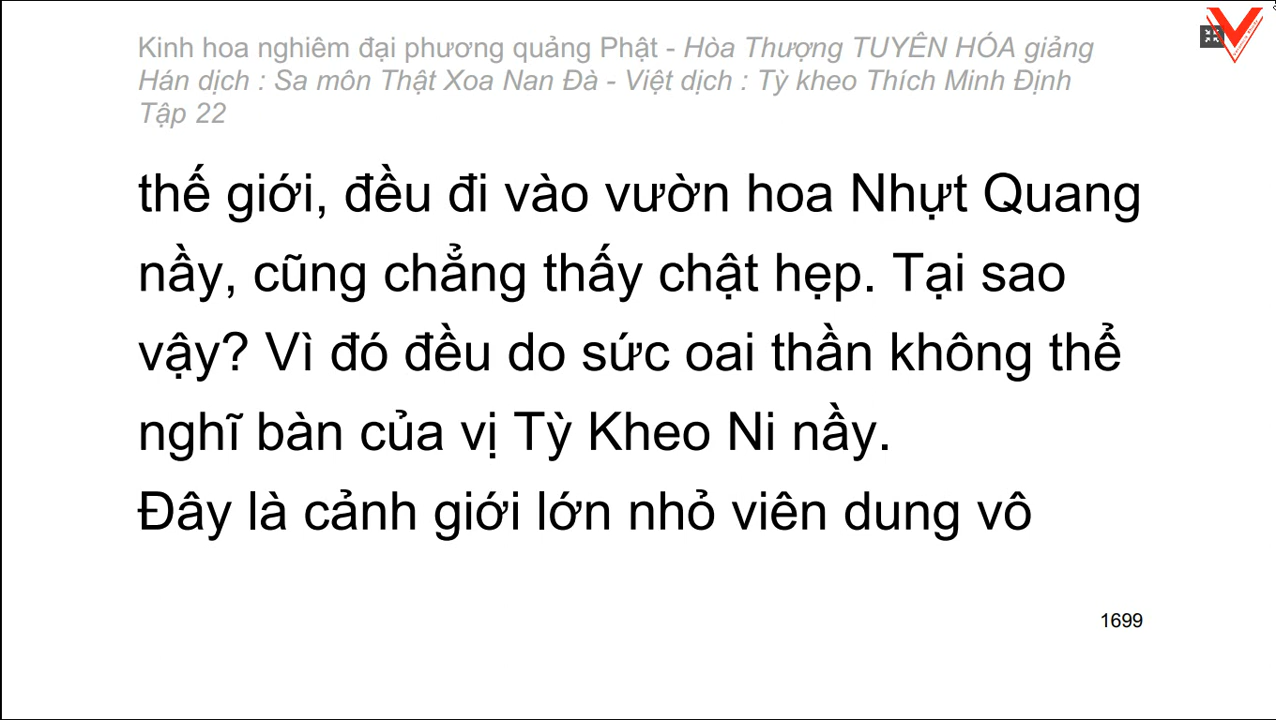 Kinh hoa nghiêm đại phương quảng Phật - Hòa Thượng TUYÊN HÓA giảng
Hán dịch : Sa môn Thật Xoa Nan Đà - Việt dịch : Tỳ kheo Thích Minh Định
Tập 22
thế giới, đều đi vào vườn hoa Nhựt Quang
nầy, cũng chẳng thấy chật hẹp. Tại sao
vậy? Vì đó đều do sức oai thần không thể
nghĩ bàn của vị Tỳ Kheo Ni nầy.
Đây là cảnh giới lớn nhỏ viên dung vô
1699